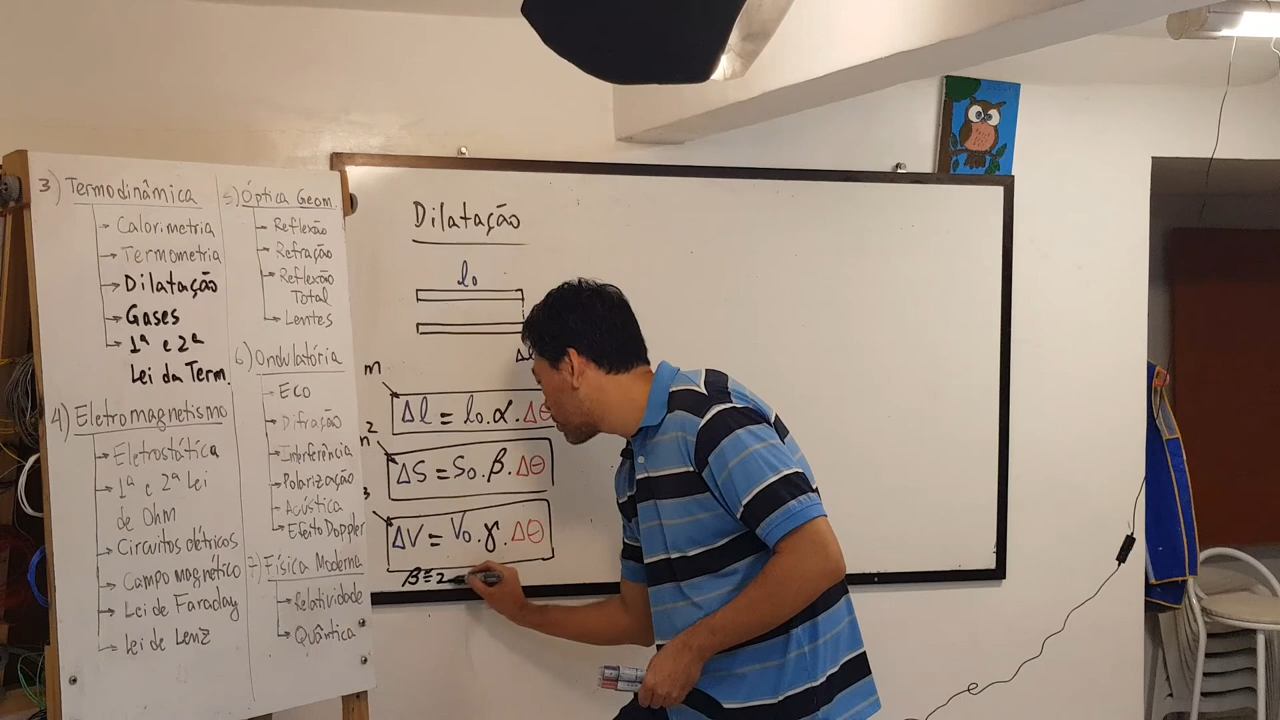 3) Termodinâmica
→ Calorimetria
→ Termometria
→ Dilatação
→ Gases
→ 1ª e 2ª
Lei da Term.
4) Eletromagnetismo
→ Eletrostática
→ 1ª e 2ª Lei
de Ohm
→ Circuitos elétricos
→ Campo magnético
→ Lei de Faraday
→ Lei de Lenz
5) Óptica Geom.
→ Reflexão
→ Refração
→ Reflexão
Total
→ Lentes
6) Ondulatória
→ Eco
→ Difração
→ Interferência
→ Polarização
→ Acústica
→ Efeito Doppler
7) Física Moderna
→ Relatividade
→ Quântica
Dilatação
l₀
m
Δl = l₀.α.Δθ
2
ΔS = S₀.β.Δθ
3
ΔV = V₀.γ.Δθ
β = 2